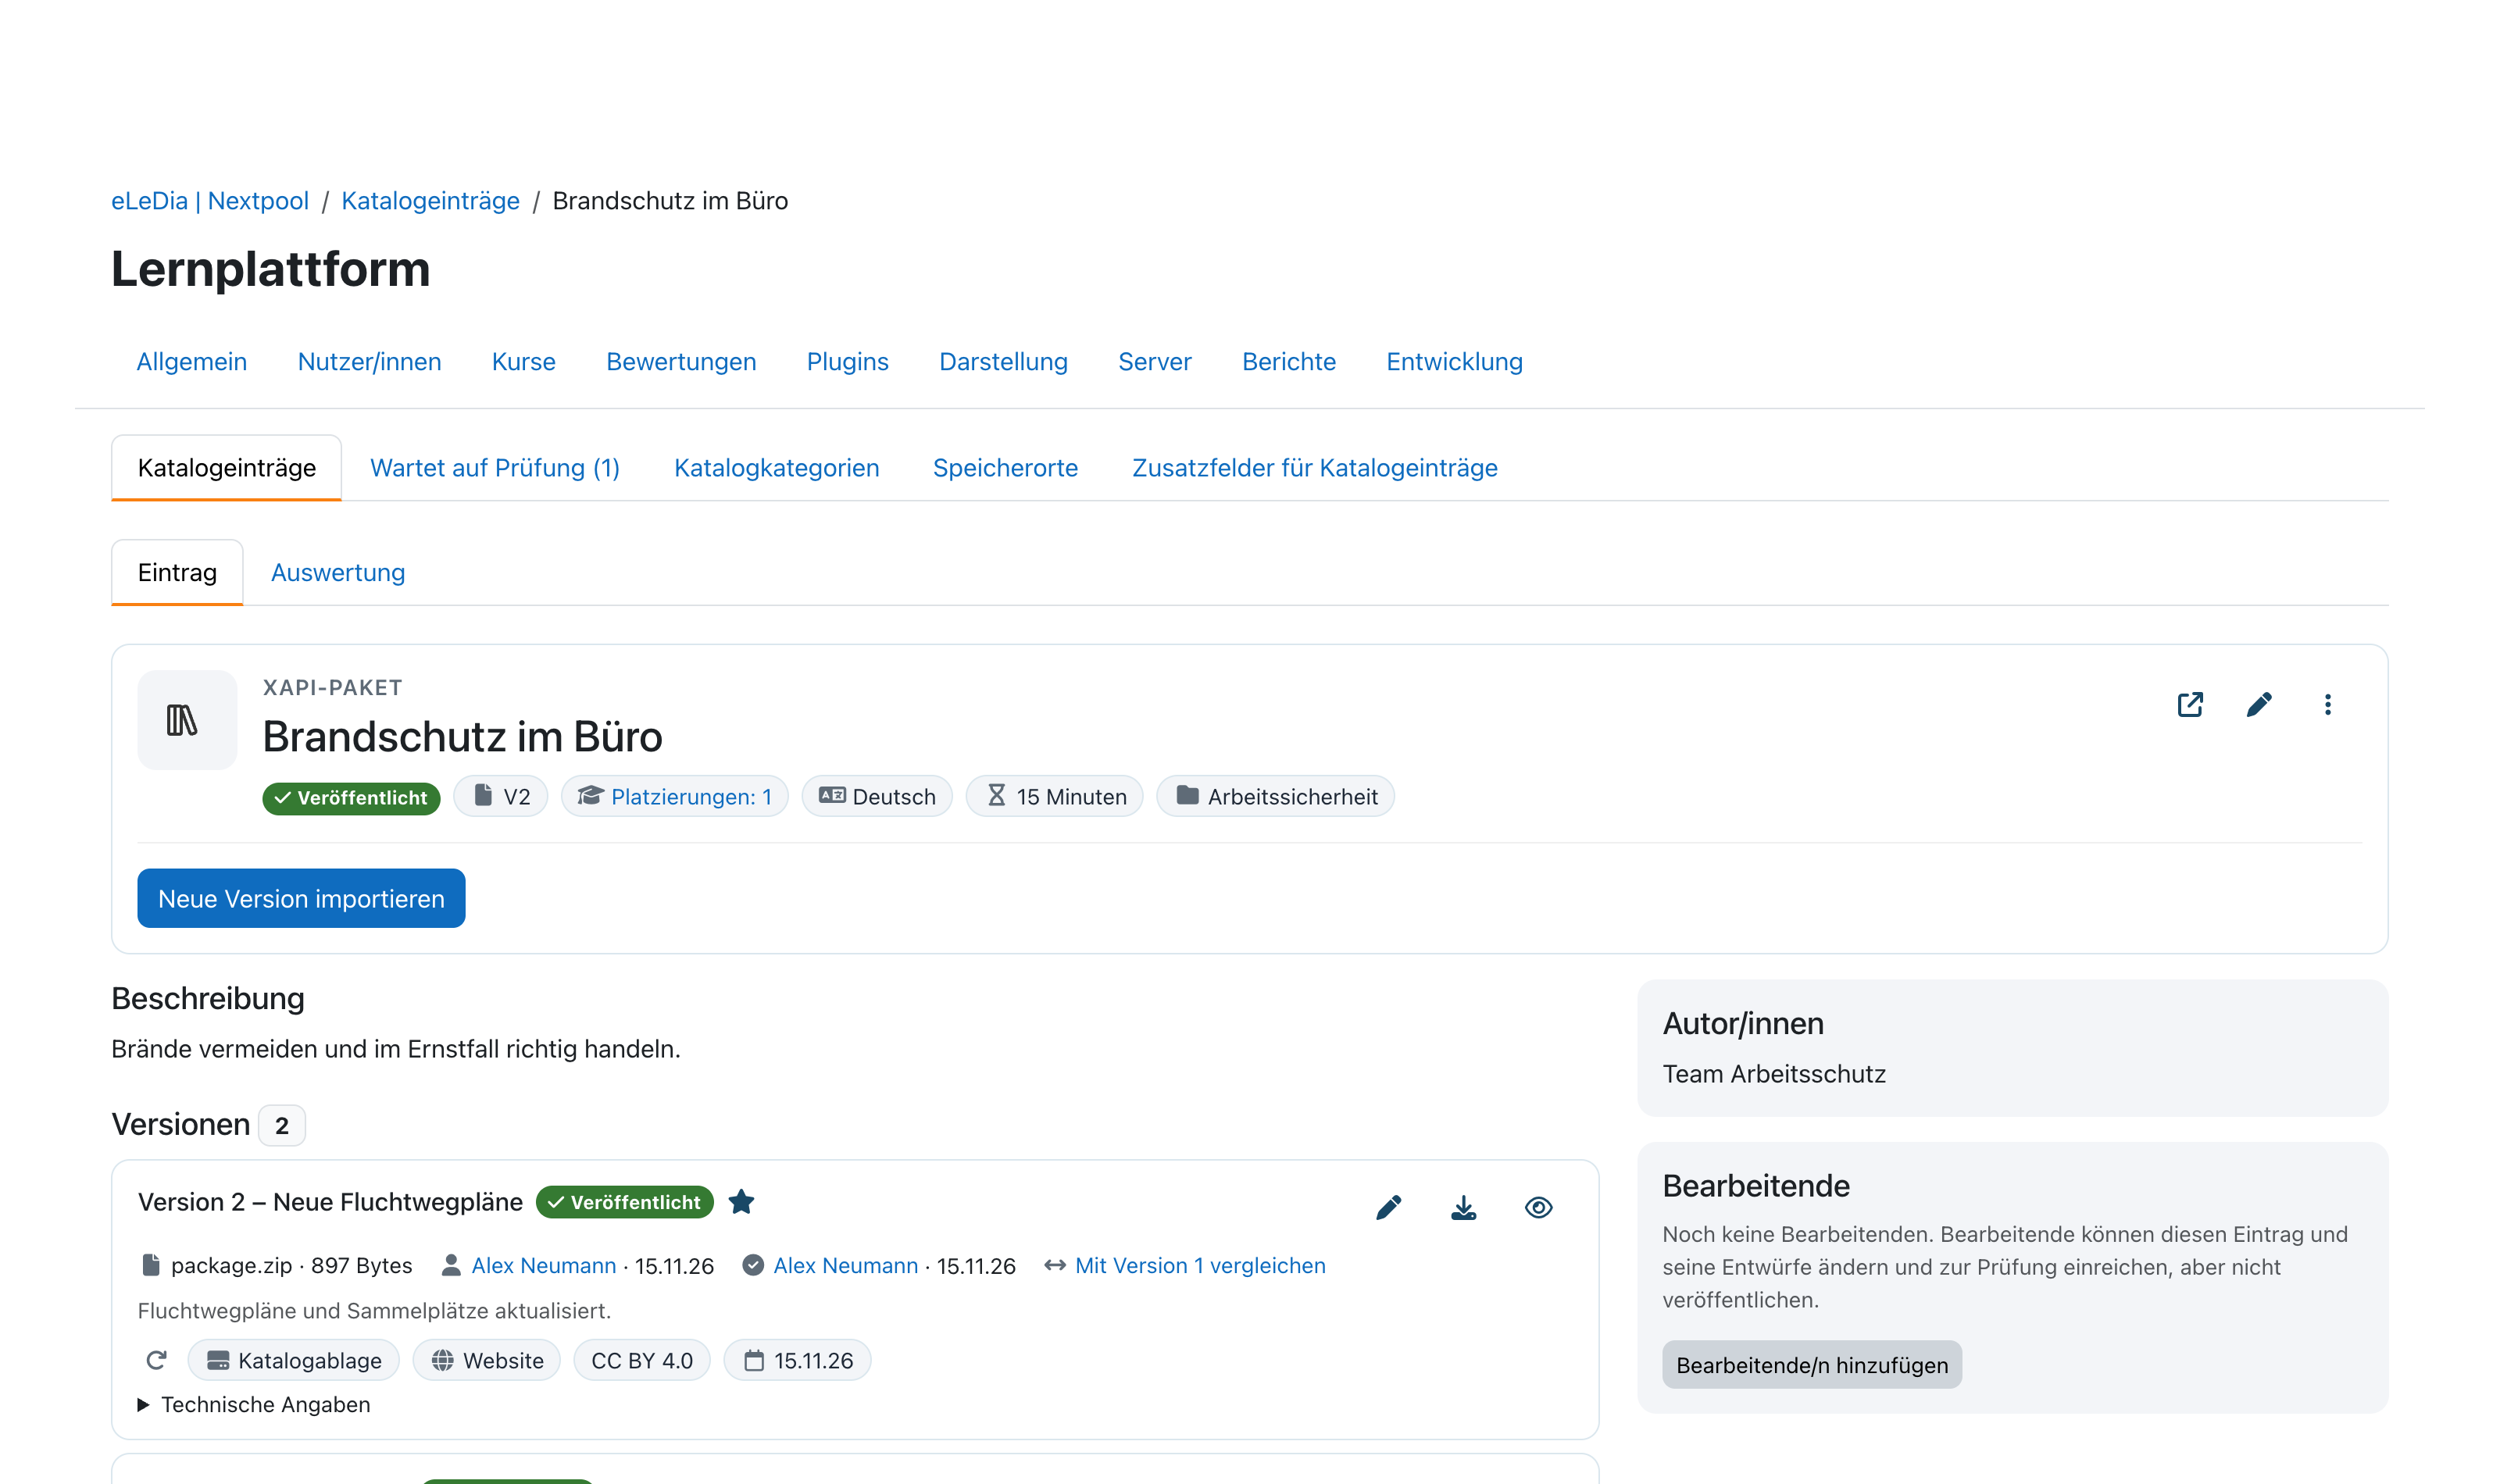 eLeDia | Nextpool / Katalogeinträge / Brandschutz im Büro
Lernplattform
Allgemein Nutzer/innen Kurse Bewertungen Plugins Darstellung Server Berichte Entwicklung
Katalogeinträge Wartet auf Prüfung (1) Katalogkategorien Speicherorte Zusatzfelder für Katalogeinträge
Eintrag Auswertung
XAPI-PAKET
Brandschutz im Büro
Veröffentlicht V2 Platzierungen: 1 Deutsch 15 Minuten Arbeitssicherheit
Neue Version importieren
Beschreibung
Brände vermeiden und im Ernstfall richtig handeln.
Versionen 2
Version 2 – Neue Fluchtwegpläne Veröffentlicht
package.zip · 897 Bytes Alex Neumann · 15.11.26 Alex Neumann · 15.11.26 Mit Version 1 vergleichen
Fluchtwegpläne und Sammelplätze aktualisiert.
Katalogablage Website CC BY 4.0 15.11.26
Technische Angaben
Autor/innen
Team Arbeitsschutz
Bearbeitende
Noch keine Bearbeitenden. Bearbeitende können diesen Eintrag und
seine Entwürfe ändern und zur Prüfung einreichen, aber nicht
veröffentlichen.
Bearbeitende/n hinzufügen